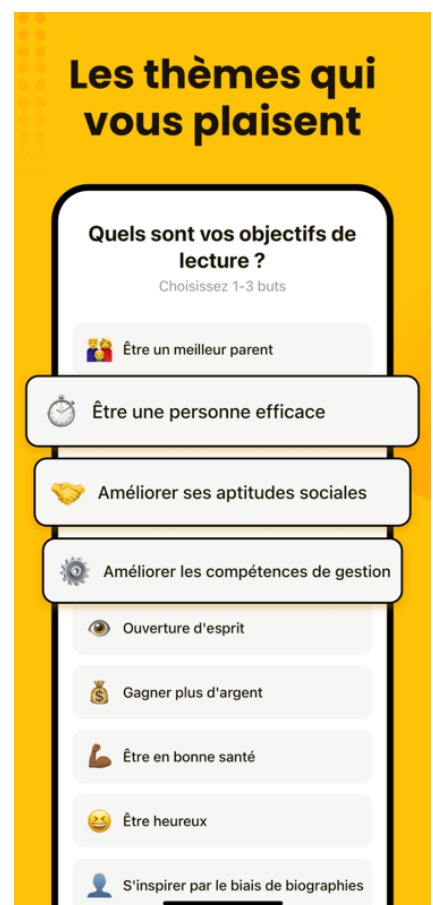 Les thèmes qui
vous plaisent
Quels sont vos objectifs de
lecture ?
Choisissez 1-3 buts
Être un meilleur parent
Être une personne efficace
Améliorer ses aptitudes sociales
Améliorer les compétences de gestion
Ouverture d'esprit
Gagner plus d'argent
Être en bonne santé
Être heureux
S'inspirer par le biais de biographies